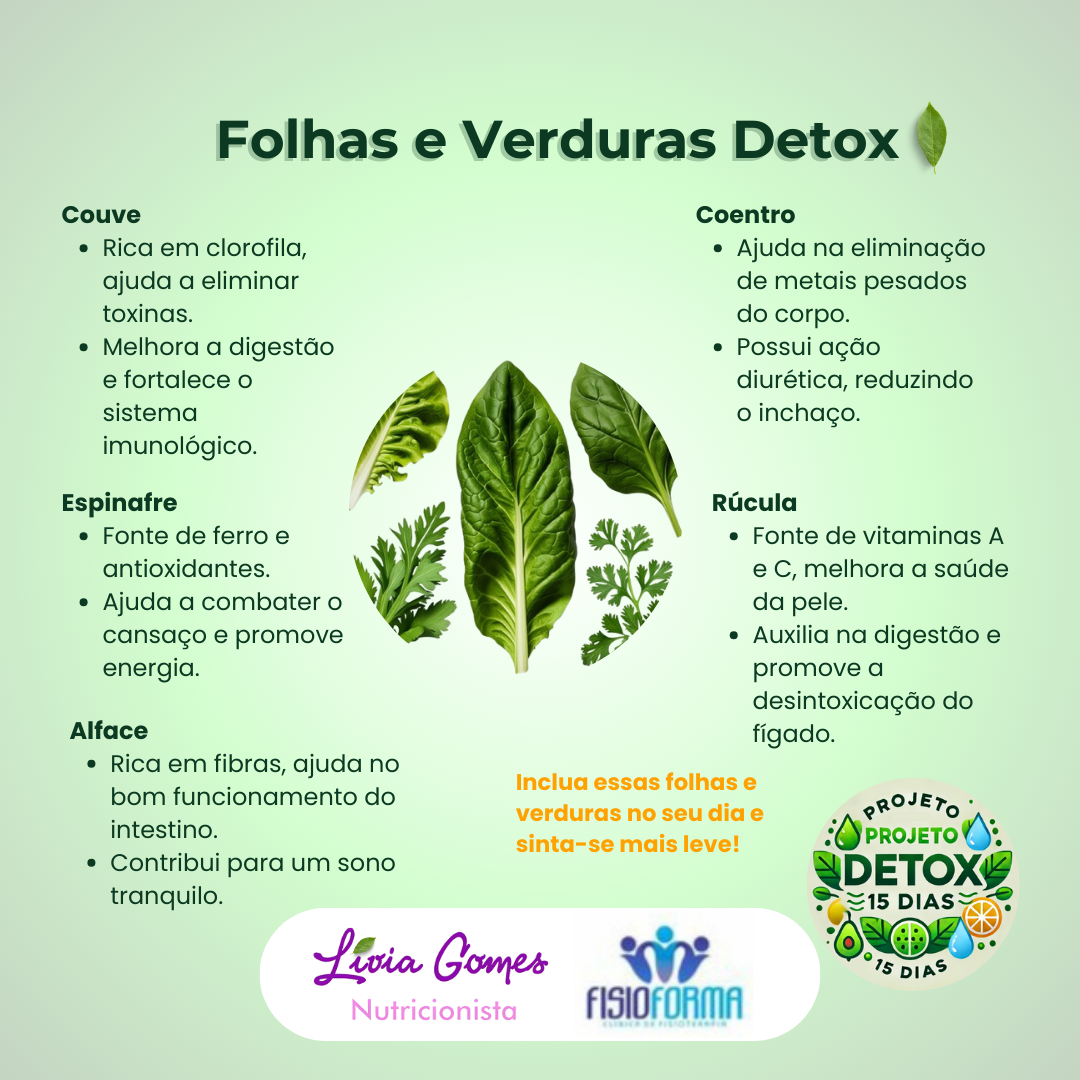 Folhas e Verduras Detox
Couve
• Rica em clorofila,
ajuda a eliminar
toxinas.
• Melhora a digestão
e fortalece o
sistema
imunológico.
Espinafre
• Fonte de ferro e
antioxidantes.
• Ajuda a combater o
cansaço e promove
energia.
Alface
• Rica em fibras, ajuda no
bom funcionamento do
intestino.
• Contribui para um sono
tranquilo.
Coentro
• Ajuda na eliminação
de metais pesados
do corpo.
• Possui ação
diurética, reduzindo
o inchaço.
Rúcula
• Fonte de vitaminas A
e C, melhora a saúde
da pele.
• Auxilia na digestão e
promove a
desintoxicação do
fígado.
Inclua essas folhas e
verduras no seu dia e
sinta-se mais leve!
PROJETO
PROJETO
DETOX
15 DIAS
15 DIAS
Livia Gomes
Nutricionista
FISIOFORMA
CLÍNICA DE FISIOTERAPIA